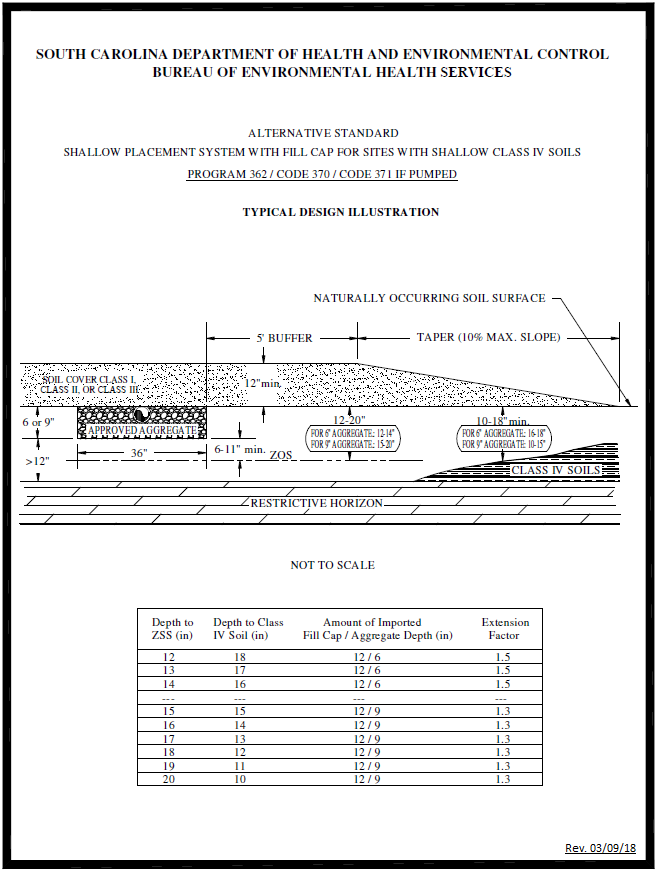 SOUTH CAROLINA DEPARTMENT OF HEALTH AND ENVIRONMENTAL CONTROL
BUREAU OF ENVIRONMENTAL HEALTH SERVICES
ALTERNATIVE STANDARD
SHALLOW PLACEMENT SYSTEM WITH FILL CAP FOR SITES WITH SHALLOW CLASS IV SOILS
PROGRAM 362 / CODE 370 / CODE 371 IF PUMPED
TYPICAL DESIGN ILLUSTRATION
NATURALLY OCCURRING SOIL SURFACE
5' BUFFER
TAPER (10% MAX. SLOPE)
SOIL COVER CLASS I,
CLASS II, OR CLASS III
12"min.
6 or 9"
APPROVED AGGREGATE
12-20"
FOR 6" AGGREGATE.: 12-14"
FOR 9" AGGREGATE: 15-20"
10-18"min.
FOR 6" AGGREGATE.: 16-18"
FOR 9" AGGREGATE: 10-15"
>12"
36"
6-11" min.
ZOS
CLASS IV SOILS
RESTRICTIVE HORIZON
NOT TO SCALE
Depth to ZSS (in) Depth to Class IV Soil (in) Amount of Imported Fill Cap / Aggregate Depth (in) Extension Factor
12 18 12 / 6 1.5
13 17 12 / 6 1.5
14 16 12 / 6 1.5
--- --- --- ---
15 15 12 / 9 1.3
16 14 12 / 9 1.3
17 13 12 / 9 1.3
18 12 12 / 9 1.3
19 11 12 / 9 1.3
20 10 12 / 9 1.3
Rev. 03/09/18